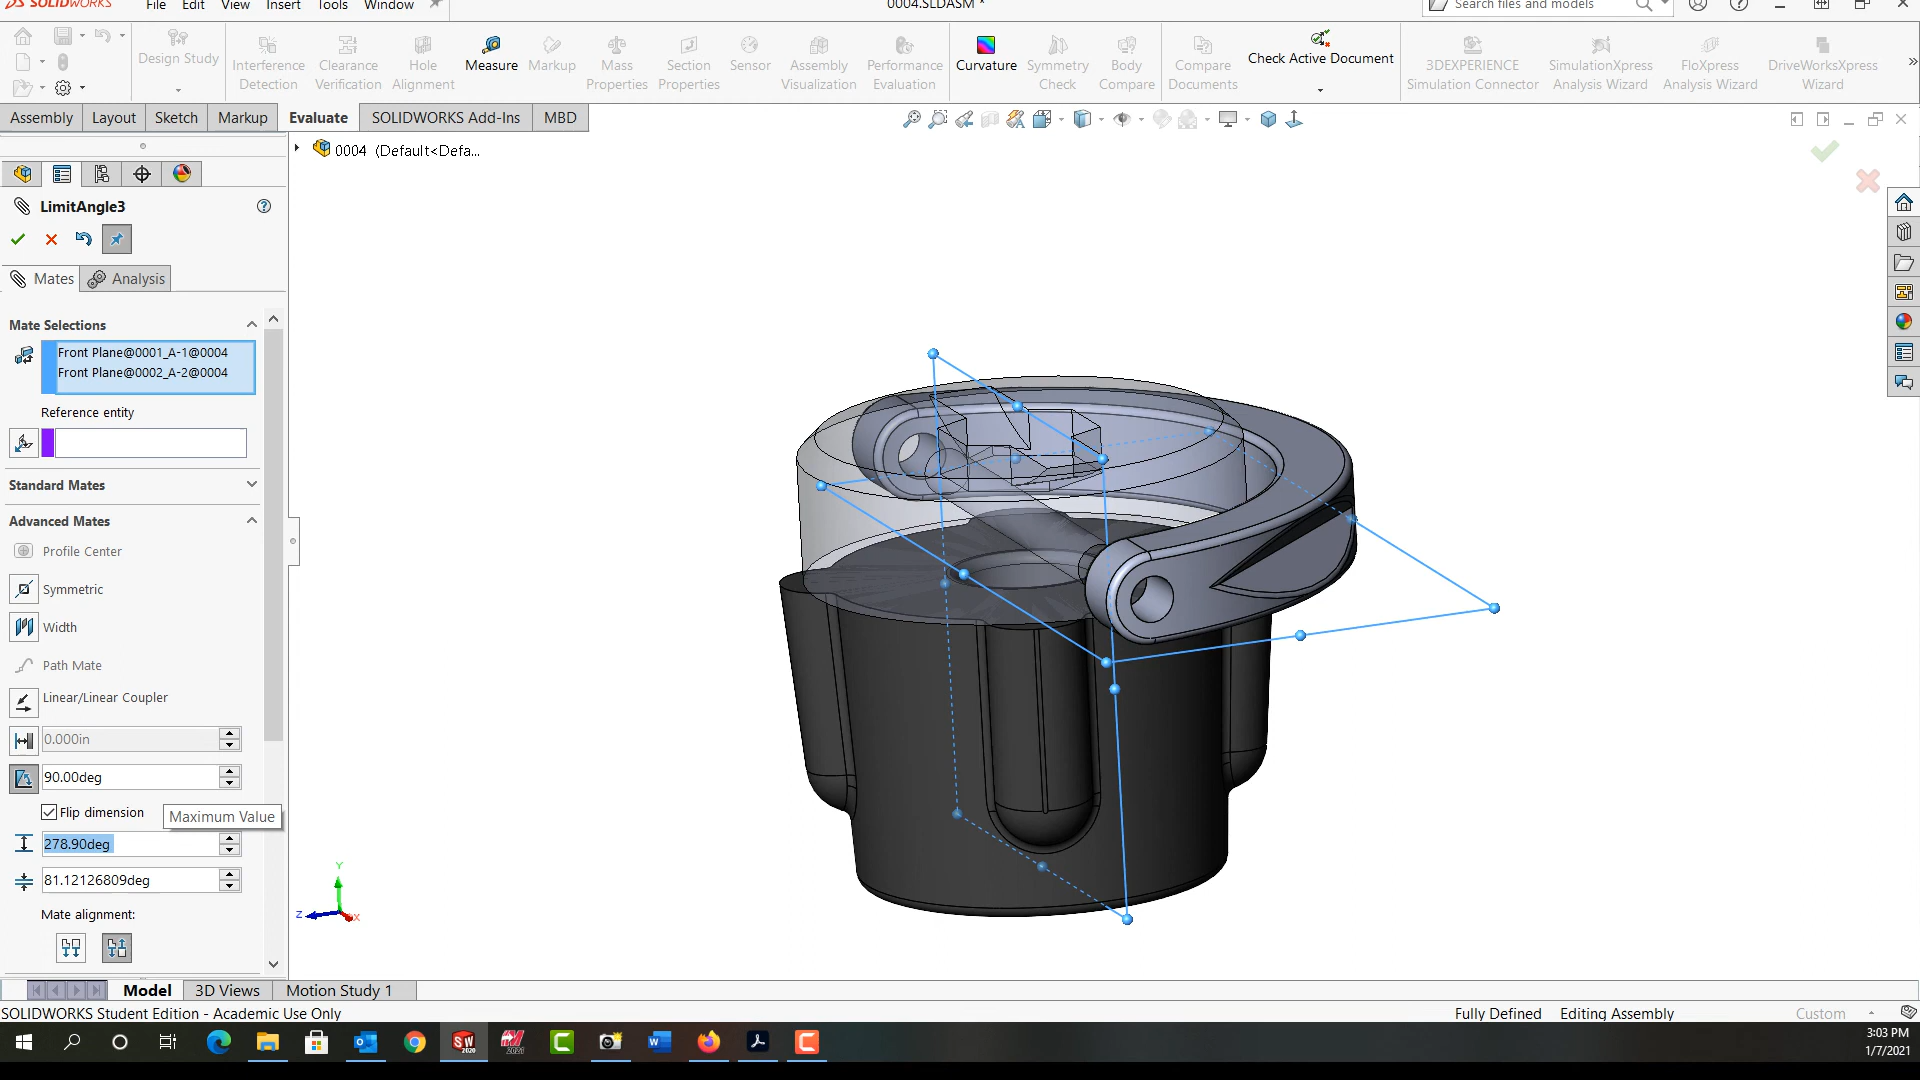 SOLIDWORKS File Edit View Insert Tools Window 0004.SLDASM * Search files and models
Design Study
Interference Detection
Clearance Verification
Hole Alignment
Measure
Markup
Mass Properties
Section Properties
Sensor
Assembly Visualization
Performance Evaluation
Curvature
Symmetry Check
Body Compare
Compare Documents
Check Active Document
3DEXPERIENCE Simulation Connector
SimulationXpress Analysis Wizard
FloXpress Analysis Wizard
DriveWorksXpress Wizard
Assembly Layout Sketch Markup Evaluate SOLIDWORKS Add-Ins MBD
0004 (Default<Defa...
LimitAngle3
Mates Analysis
Mate Selections
Front Plane@0001_A-1@0004
Front Plane@0002_A-2@0004
Reference entity
Standard Mates
Advanced Mates
Profile Center
Symmetric
Width
Path Mate
Linear/Linear Coupler
0.000in
90.00deg
Flip dimension
Maximum Value
278.90deg
81.12126809deg
Mate alignment:
Y
Z
X
Model 3D Views Motion Study 1
SOLIDWORKS Student Edition - Academic Use Only Fully Defined Editing Assembly Custom
SW 2020
2021
3:03 PM
1/7/2021